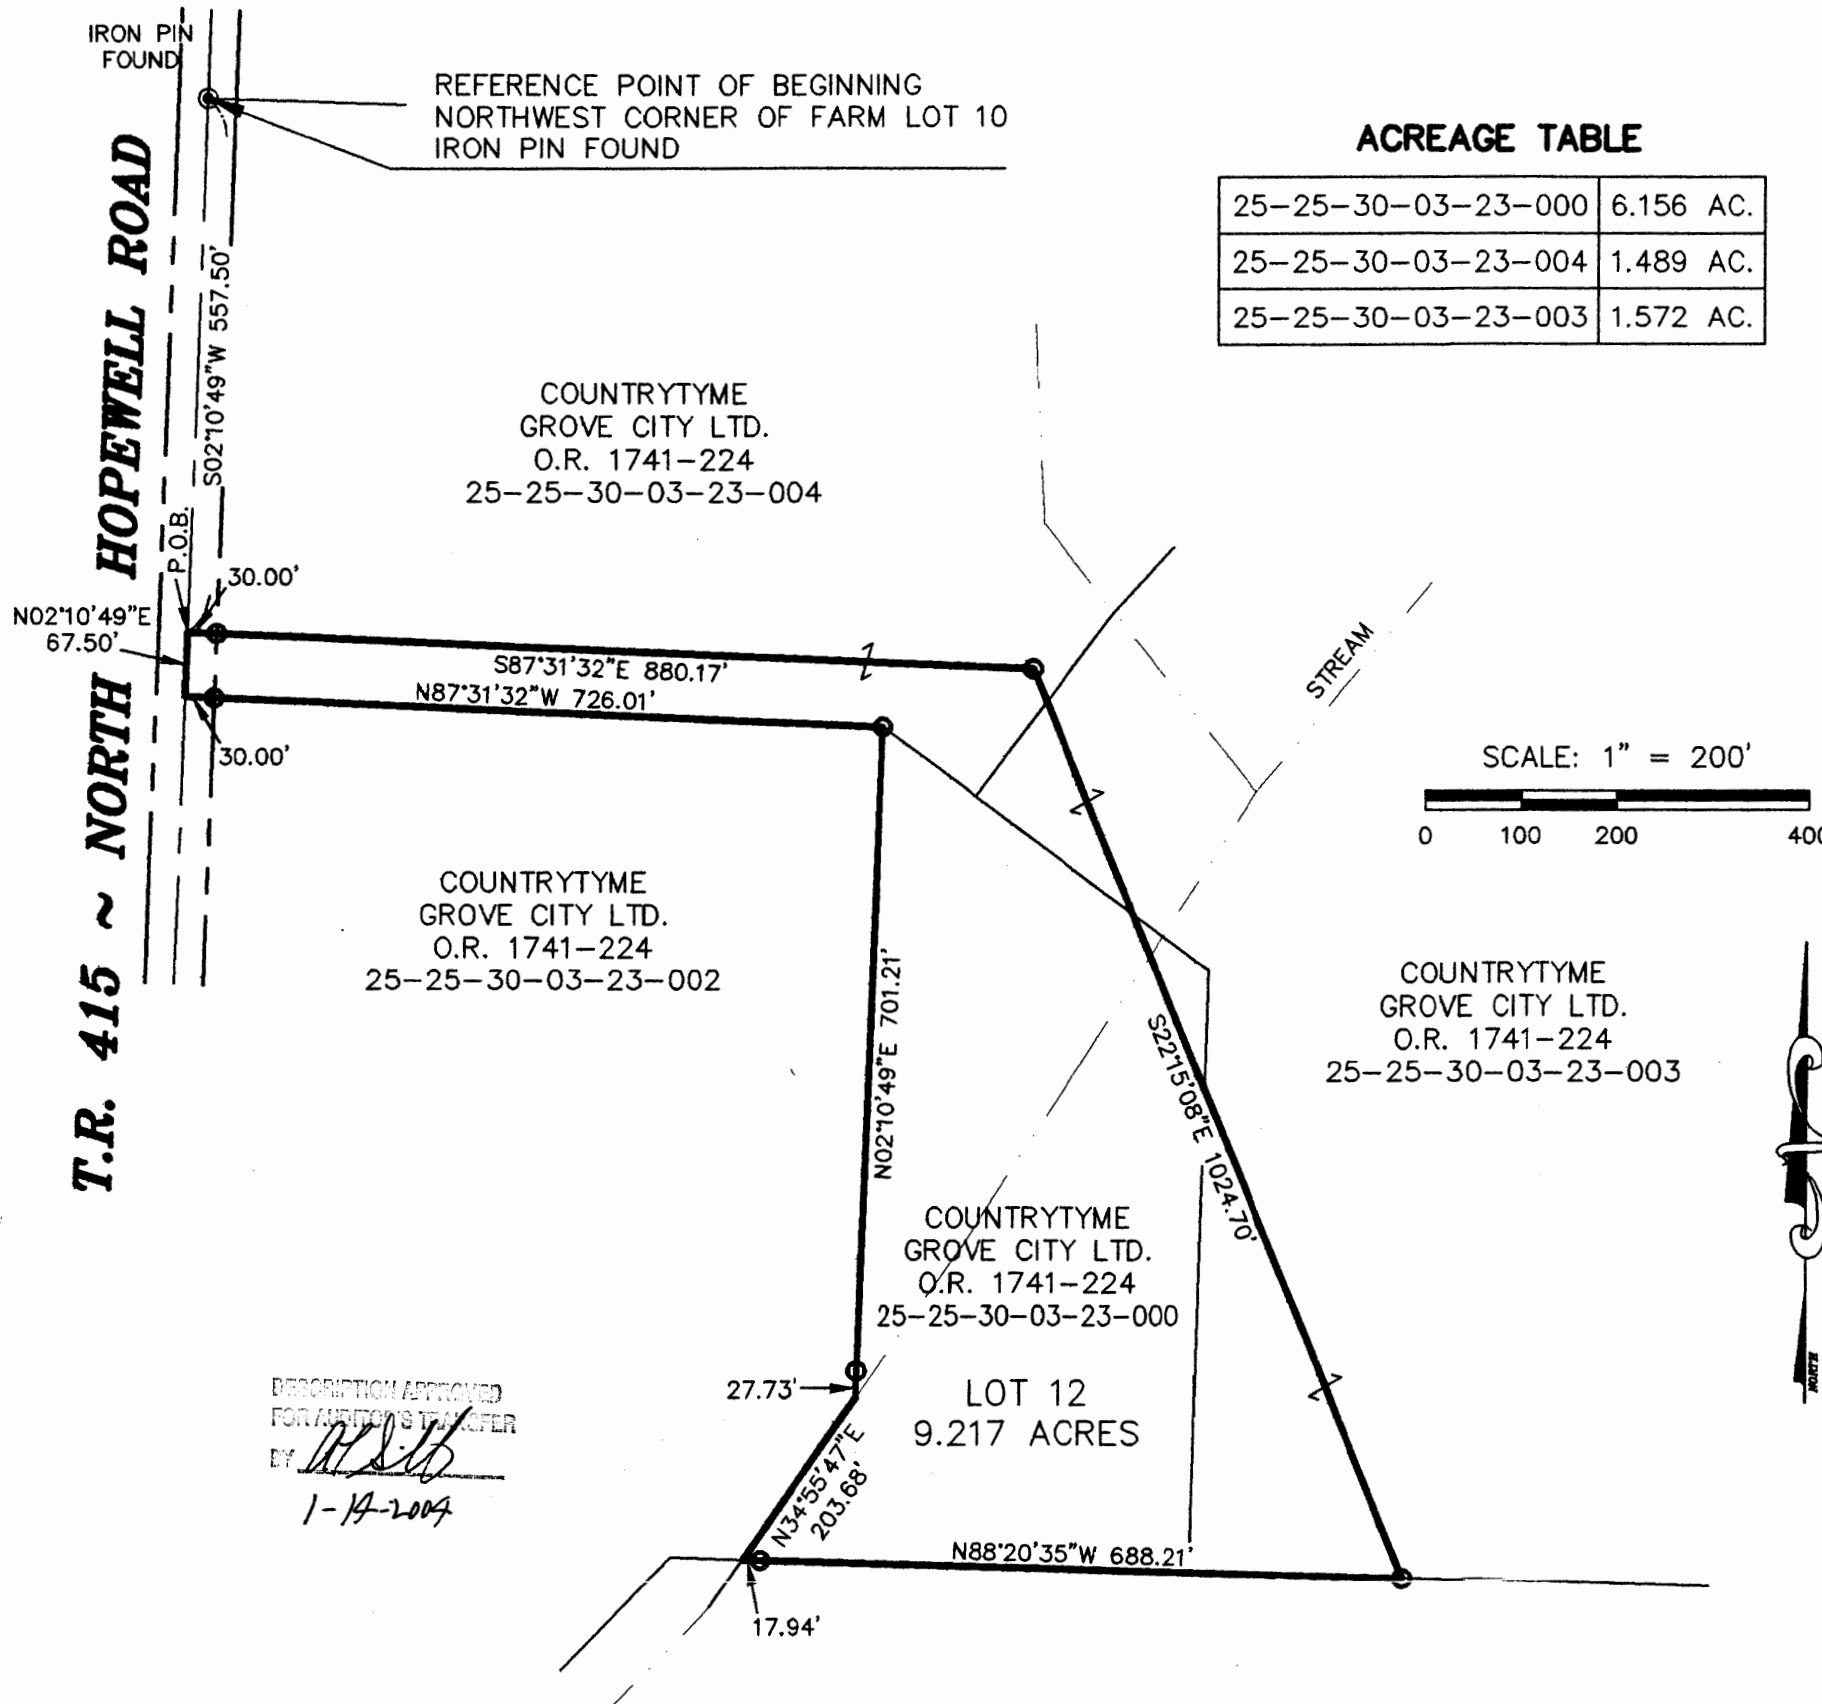 IRON PIN
FOUND
REFERENCE POINT OF BEGINNING
NORTHWEST CORNER OF FARM LOT 10
IRON PIN FOUND
ACREAGE TABLE
25-25-30-03-23-000 6.156 AC.
25-25-30-03-23-004 1.489 AC.
25-25-30-03-23-003 1.572 AC.
T.R. 415 ~ NORTH HOPEWELL ROAD
S02°10'49"W 557.50'
COUNTRYTYME
GROVE CITY LTD.
O.R. 1741-224
25-25-30-03-23-004
P.O.B.
30.00'
N02°10'49"E
67.50'
S87°31'32"E 880.17'
N87°31'32"W 726.01'
30.00'
STREAM
SCALE: 1" = 200'
0 100 200 400
COUNTRYTYME
GROVE CITY LTD.
O.R. 1741-224
25-25-30-03-23-002
N02°10'49"E 701.21'
COUNTRYTYME
GROVE CITY LTD.
O.R. 1741-224
25-25-30-03-23-003
S22°15'08"E 1024.70'
COUNTRYTYME
GROVE CITY LTD.
O.R. 1741-224
25-25-30-03-23-000
27.73'
LOT 12
9.217 ACRES
N34°55'47"E
203.68'
N88°20'35"W 688.21'
17.94'
DESCRIPTION APPROVED
FOR AUDITOR'S TRANSFER
BY
1-14-2004